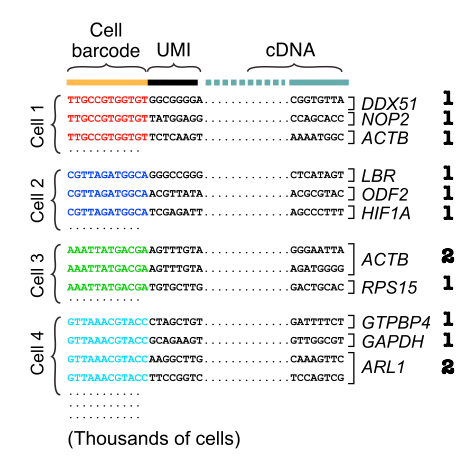 Cell barcode UMI cDNA
Cell 1
TTGCCGTGGTGTGGCGGGGA............CGGTGTTA DDX51 1
TTGCCGTGGTGTTATGGAGG............CCAGCACC NOP2 1
TTGCCGTGGTGTTCTCAAGT............AAAATGGC ACTB 1
..........
Cell 2
CGTTAGATGGCAGGGCCGGG............CTCATAGT LBR 1
CGTTAGATGGCAACGTTATA............ACGCGTAC ODF2 1
CGTTAGATGGCATCGAGATT............AGCCCTTT HIF1A 1
..........
Cell 3
AAATTATGACGAAGTTTGTA............GGGAATTA ACTB 2
AAATTATGACGAAGTTTGTA............AGATGGGG
AAATTATGACGATGTGCTTG............GACTGCAC RPS15 1
..........
Cell 4
GTTAAACGTACCCTAGCTGT............GATTTTCT GTPBP4 1
GTTAAACGTACCGCAGAAGT............GTTGGCGT GAPDH 1
GTTAAACGTACCAAGGCTTG............CAAAGTTC ARL1 2
GTTAAACGTACCTTCCGGTC............TCCAGTCG
..........
..........
..........
(Thousands of cells)